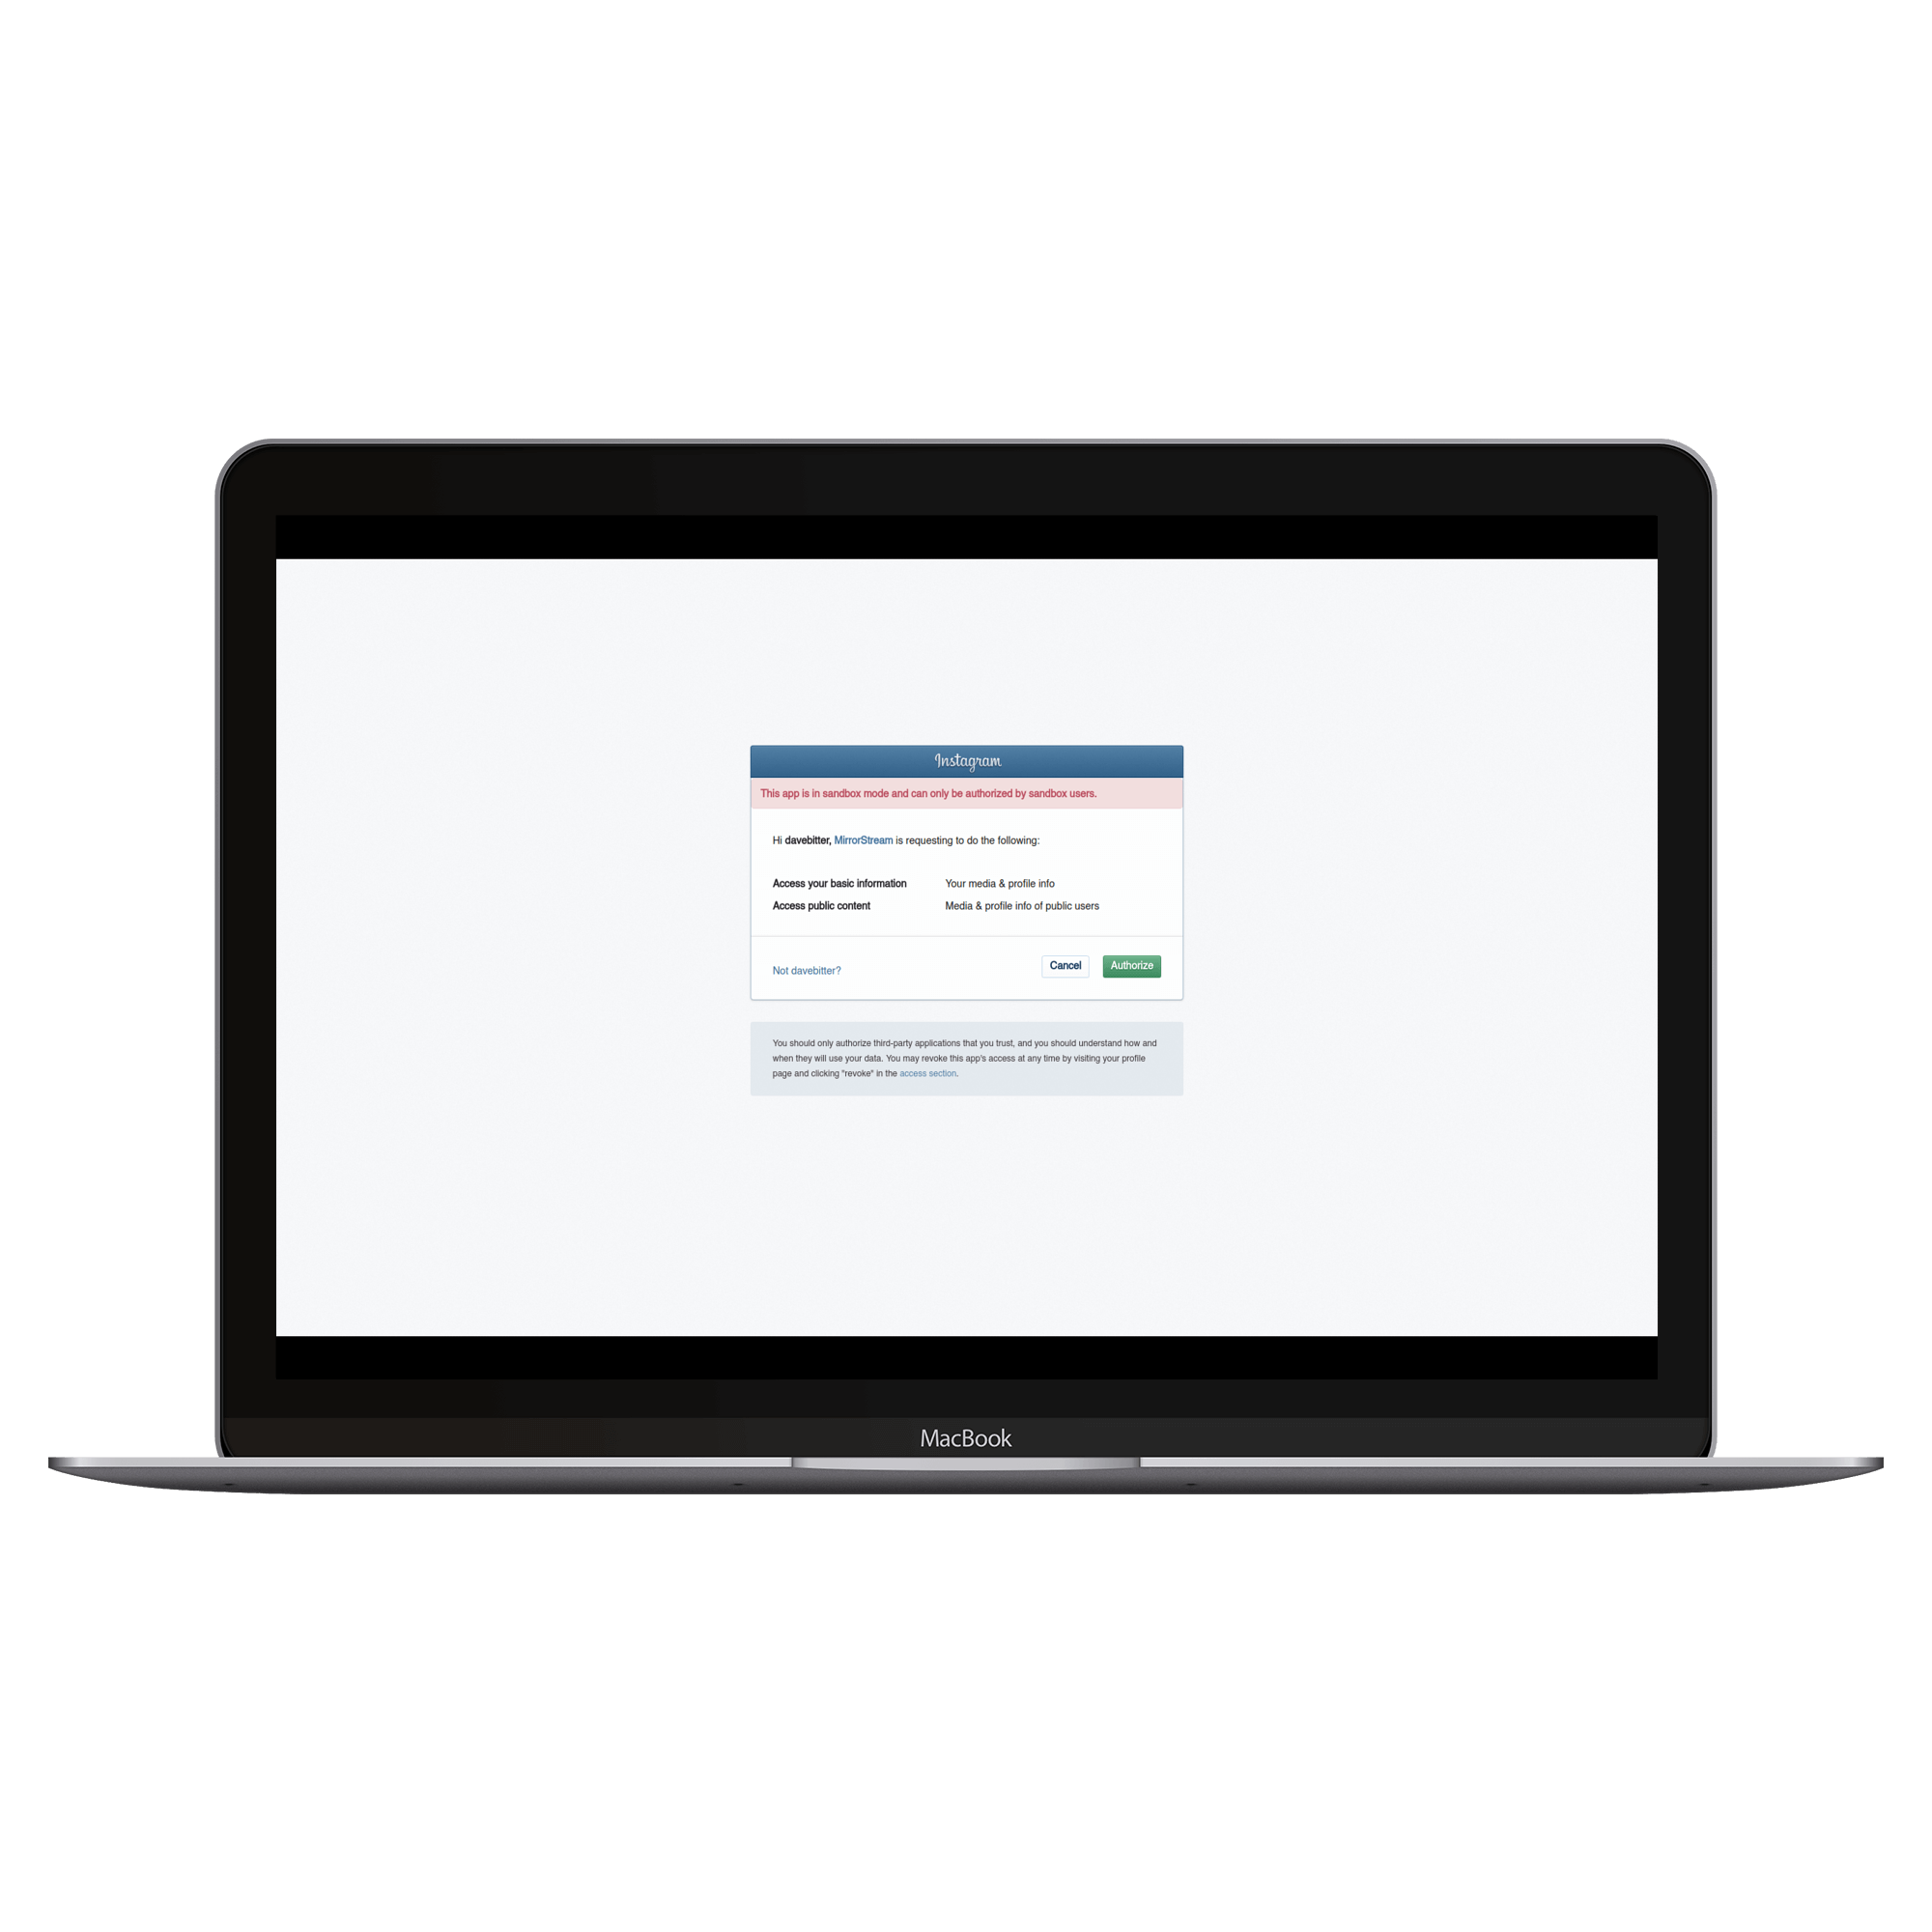 Instagram
This app is in sandbox mode and can only be authorized by sandbox users.
Hi davebitter, MirrorStream is requesting to do the following:
Access your basic information Your media & profile info
Access public content Media & profile info of public users
Not davebitter? Cancel Authorize
You should only authorize third-party applications that you trust, and you should understand how and
when they will use your data. You may revoke this app's access at any time by visiting your profile
page and clicking "revoke" in the access section.
MacBook